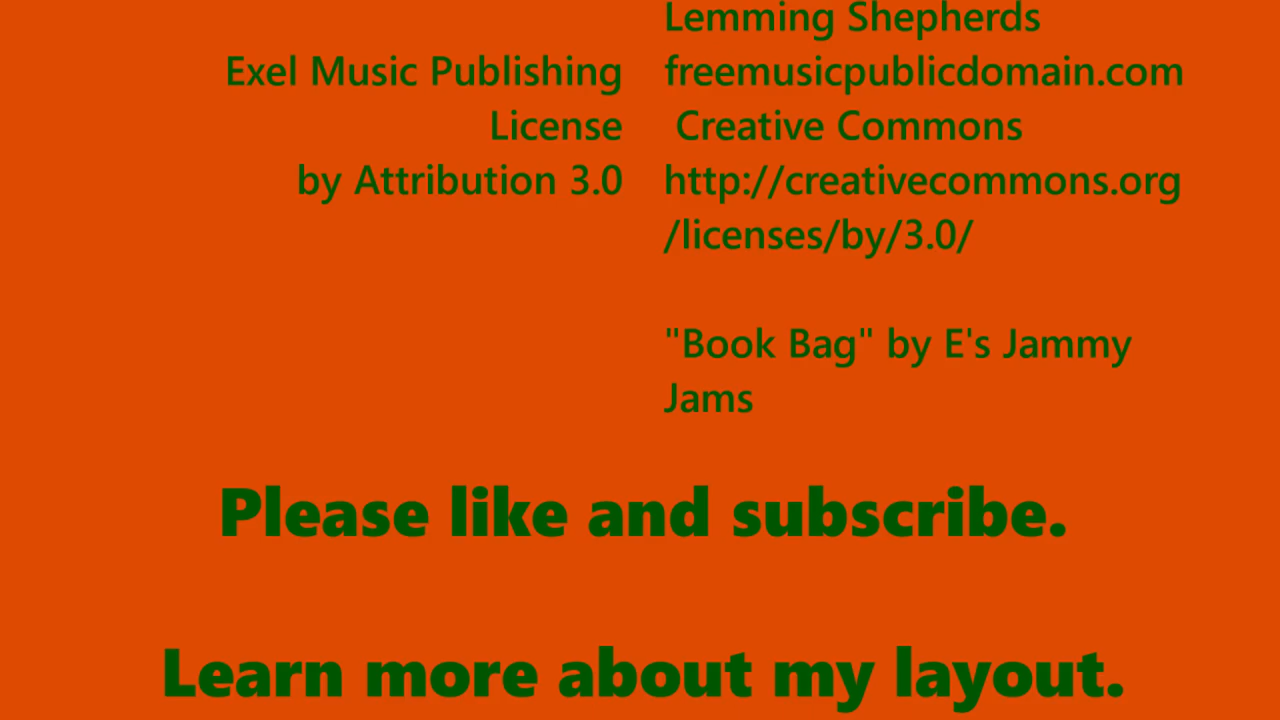 Lemming Shepherds
Exel Music Publishing freemusicpublicdomain.com
License Creative Commons
by Attribution 3.0 http://creativecommons.org
/licenses/by/3.0/
"Book Bag" by E's Jammy
Jams
Please like and subscribe.
Learn more about my layout.